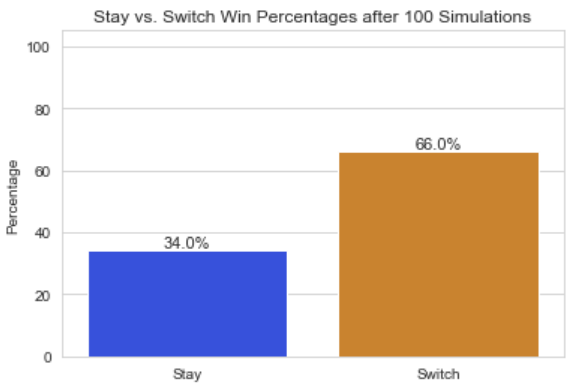 Stay vs. Switch Win Percentages after 100 Simulations
100
80
60
40
20
0
Percentage
34.0%
66.0%
Stay
Switch